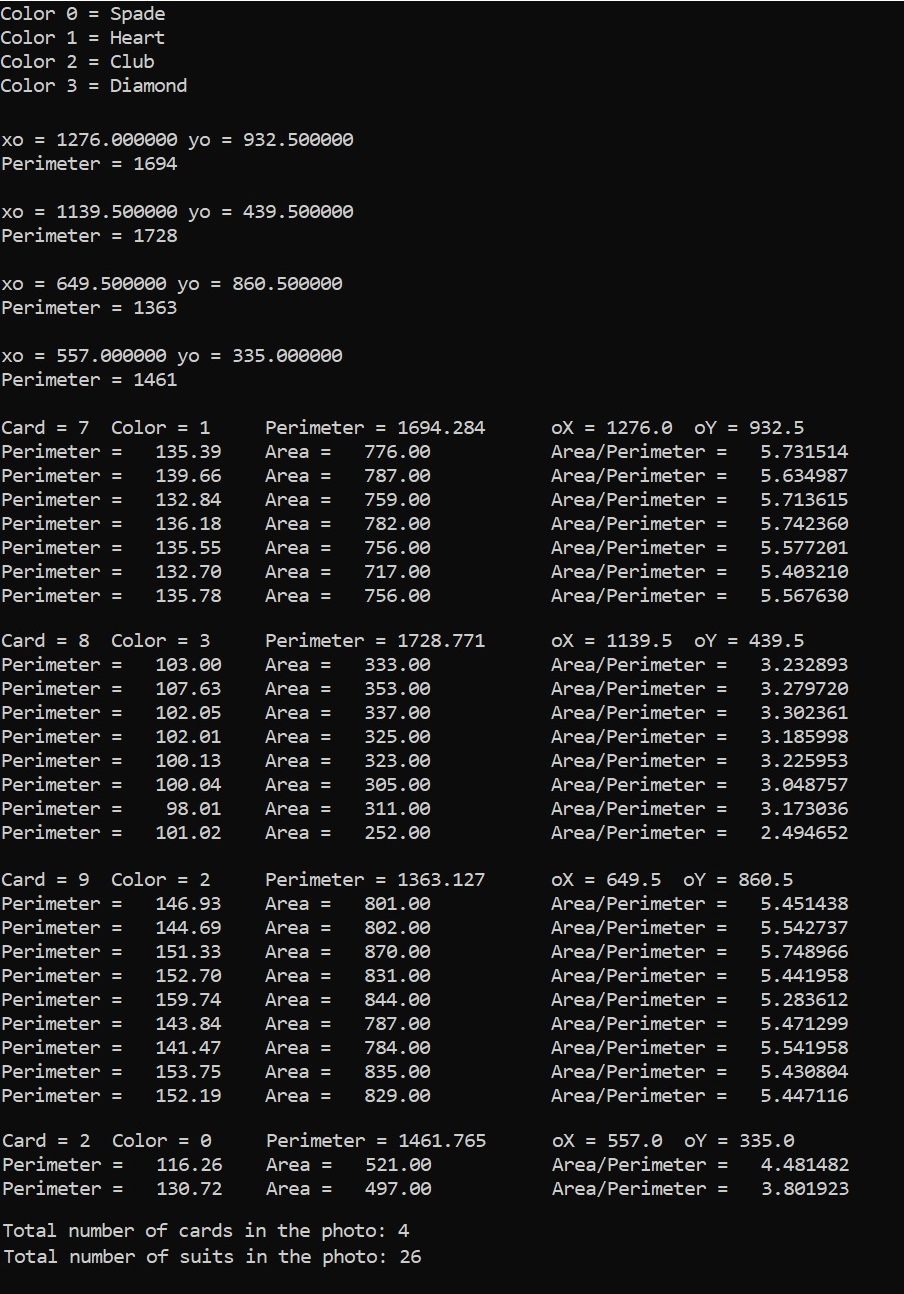 Color 0 = Spade
Color 1 = Heart
Color 2 = Club
Color 3 = Diamond
xo = 1276.000000 yo = 932.500000
Perimeter = 1694
xo = 1139.500000 yo = 439.500000
Perimeter = 1728
xo = 649.500000 yo = 860.500000
Perimeter = 1363
xo = 557.000000 yo = 335.000000
Perimeter = 1461
Card = 7  Color = 1     Perimeter = 1694.284      oX = 1276.0  oY = 932.5
Perimeter =   135.39    Area =   776.00           Area/Perimeter =   5.731514
Perimeter =   139.66    Area =   787.00           Area/Perimeter =   5.634987
Perimeter =   132.84    Area =   759.00           Area/Perimeter =   5.713615
Perimeter =   136.18    Area =   782.00           Area/Perimeter =   5.742360
Perimeter =   135.55    Area =   756.00           Area/Perimeter =   5.577201
Perimeter =   132.70    Area =   717.00           Area/Perimeter =   5.403210
Perimeter =   135.78    Area =   756.00           Area/Perimeter =   5.567630
Card = 8  Color = 3     Perimeter = 1728.771      oX = 1139.5  oY = 439.5
Perimeter =   103.00    Area =   333.00           Area/Perimeter =   3.232893
Perimeter =   107.63    Area =   353.00           Area/Perimeter =   3.279720
Perimeter =   102.05    Area =   337.00           Area/Perimeter =   3.302361
Perimeter =   102.01    Area =   325.00           Area/Perimeter =   3.185998
Perimeter =   100.13    Area =   323.00           Area/Perimeter =   3.225953
Perimeter =   100.04    Area =   305.00           Area/Perimeter =   3.048757
Perimeter =    98.01    Area =   311.00           Area/Perimeter =   3.173036
Perimeter =   101.02    Area =   252.00           Area/Perimeter =   2.494652
Card = 9  Color = 2     Perimeter = 1363.127      oX = 649.5  oY = 860.5
Perimeter =   146.93    Area =   801.00           Area/Perimeter =   5.451438
Perimeter =   144.69    Area =   802.00           Area/Perimeter =   5.542737
Perimeter =   151.33    Area =   870.00           Area/Perimeter =   5.748966
Perimeter =   152.70    Area =   831.00           Area/Perimeter =   5.441958
Perimeter =   159.74    Area =   844.00           Area/Perimeter =   5.283612
Perimeter =   143.84    Area =   787.00           Area/Perimeter =   5.471299
Perimeter =   141.47    Area =   784.00           Area/Perimeter =   5.541958
Perimeter =   153.75    Area =   835.00           Area/Perimeter =   5.430804
Perimeter =   152.19    Area =   829.00           Area/Perimeter =   5.447116
Card = 2  Color = 0     Perimeter = 1461.765      oX = 557.0  oY = 335.0
Perimeter =   116.26    Area =   521.00           Area/Perimeter =   4.481482
Perimeter =   130.72    Area =   497.00           Area/Perimeter =   3.801923
Total number of cards in the photo: 4
Total number of suits in the photo: 26